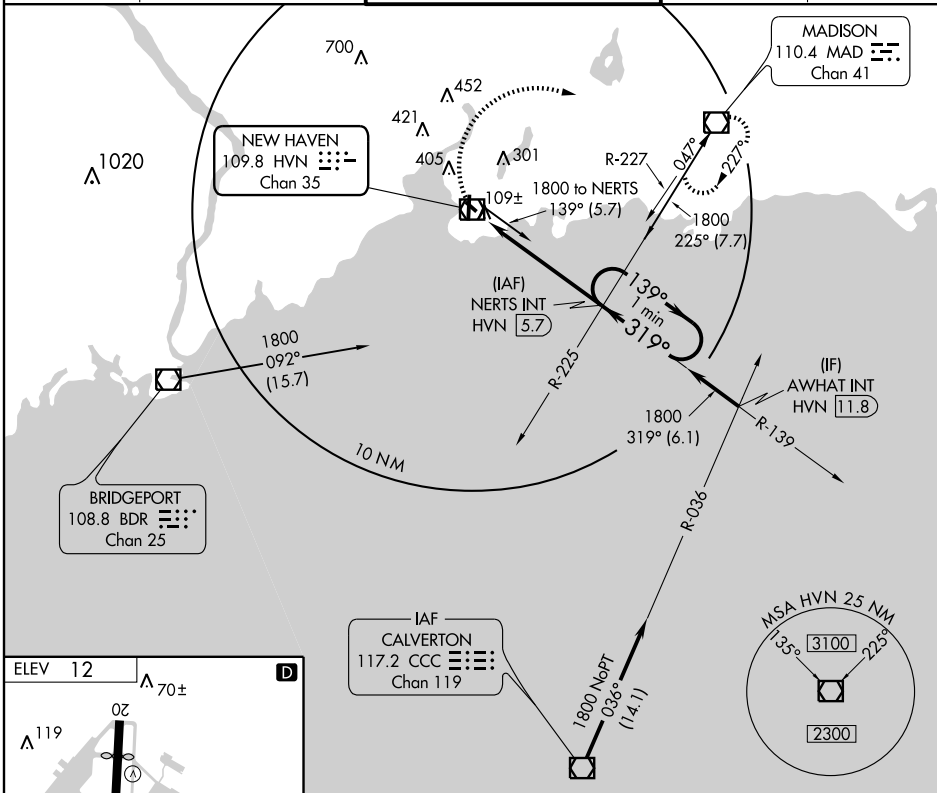 700
MADISON
110.4 MAD
Chan 41
452
421
NEW HAVEN
109.8 HVN
Chan 35
405
301
1020
R-227
047°
227°
109±
1800 to NERTS
139° (5.7)
1800
225° (7.7)
(IAF)
NERTS INT
HVN 5.7
139°
1 min
319°
1800
092°
(15.7)
R-225
(IF)
AWHAT INT
HVN 11.8
1800
319° (6.1)
R-139
10 NM
BRIDGEPORT
108.8 BDR
Chan 25
R-036
IAF
CALVERTON
117.2 CCC
Chan 119
1800 NoPT
036°
(14.1)
MSA HVN 25 NM
135°
3100
225°
2300
ELEV 12
D
70±
20
119
A